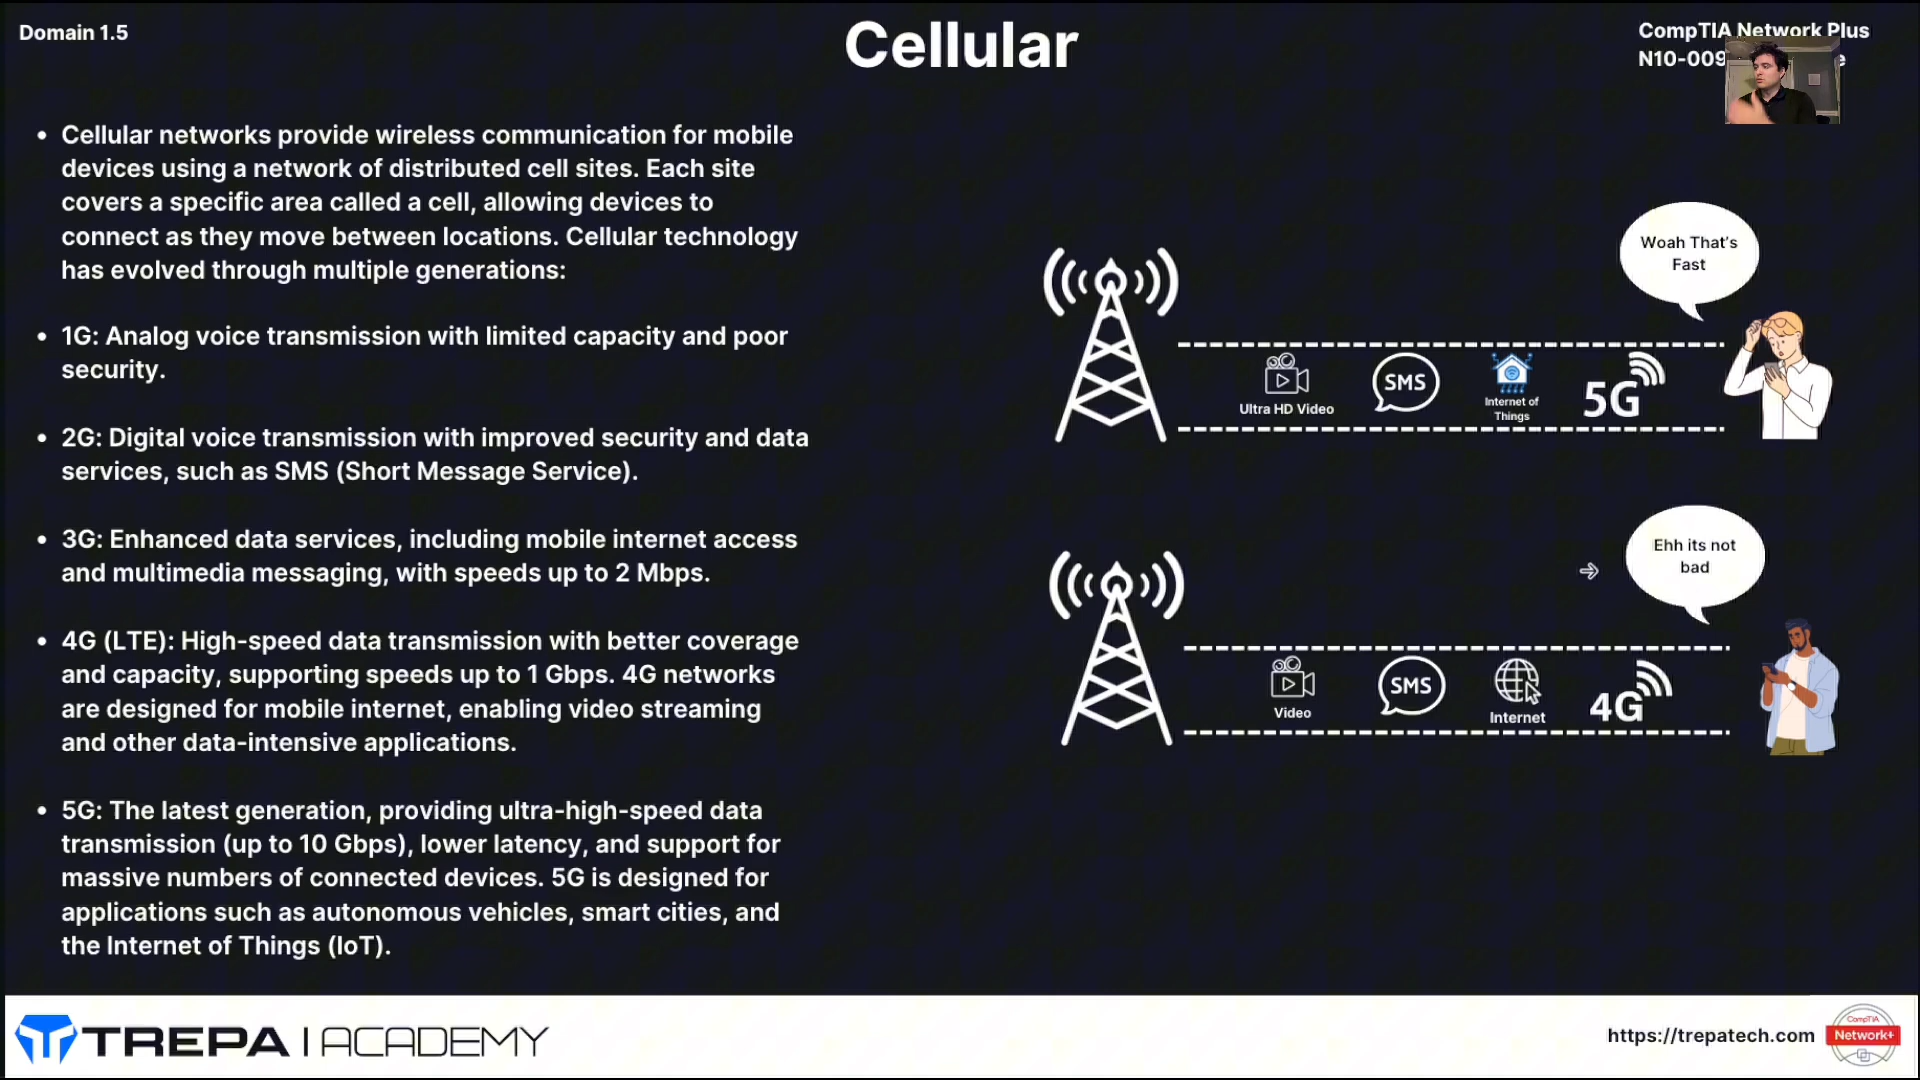 Domain 1.5
Cellular
CompTIA Network Plus
N10-009
• Cellular networks provide wireless communication for mobile
devices using a network of distributed cell sites. Each site
covers a specific area called a cell, allowing devices to
connect as they move between locations. Cellular technology
has evolved through multiple generations:
• 1G: Analog voice transmission with limited capacity and poor
security.
• 2G: Digital voice transmission with improved security and data
services, such as SMS (Short Message Service).
• 3G: Enhanced data services, including mobile internet access
and multimedia messaging, with speeds up to 2 Mbps.
• 4G (LTE): High-speed data transmission with better coverage
and capacity, supporting speeds up to 1 Gbps. 4G networks
are designed for mobile internet, enabling video streaming
and other data-intensive applications.
• 5G: The latest generation, providing ultra-high-speed data
transmission (up to 10 Gbps), lower latency, and support for
massive numbers of connected devices. 5G is designed for
applications such as autonomous vehicles, smart cities, and
the Internet of Things (IoT).
Woah That's
Fast
Ultra HD Video
SMS
Internet of
Things
5G
Ehh its not
bad
Video
SMS
Internet
4G
TREPA | ACADEMY
https://trepatech.com
CompTIA
Network+